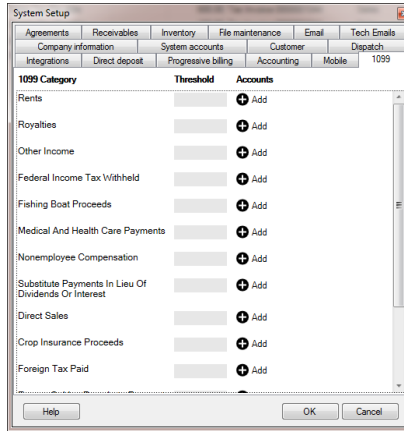 System Setup
Agreements Receivables Inventory File maintenance Email Tech Emails
Company information System accounts Customer Dispatch
Integrations Direct deposit Progressive billing Accounting Mobile 1099
1099 Category Threshold Accounts
Rents Add
Royalties Add
Other Income Add
Federal Income Tax Withheld Add
Fishing Boat Proceeds Add
Medical And Health Care Payments Add
Nonemployee Compensation Add
Substitute Payments In Lieu Of
Dividends Or Interest Add
Direct Sales Add
Crop Insurance Proceeds Add
Foreign Tax Paid Add
Help OK Cancel